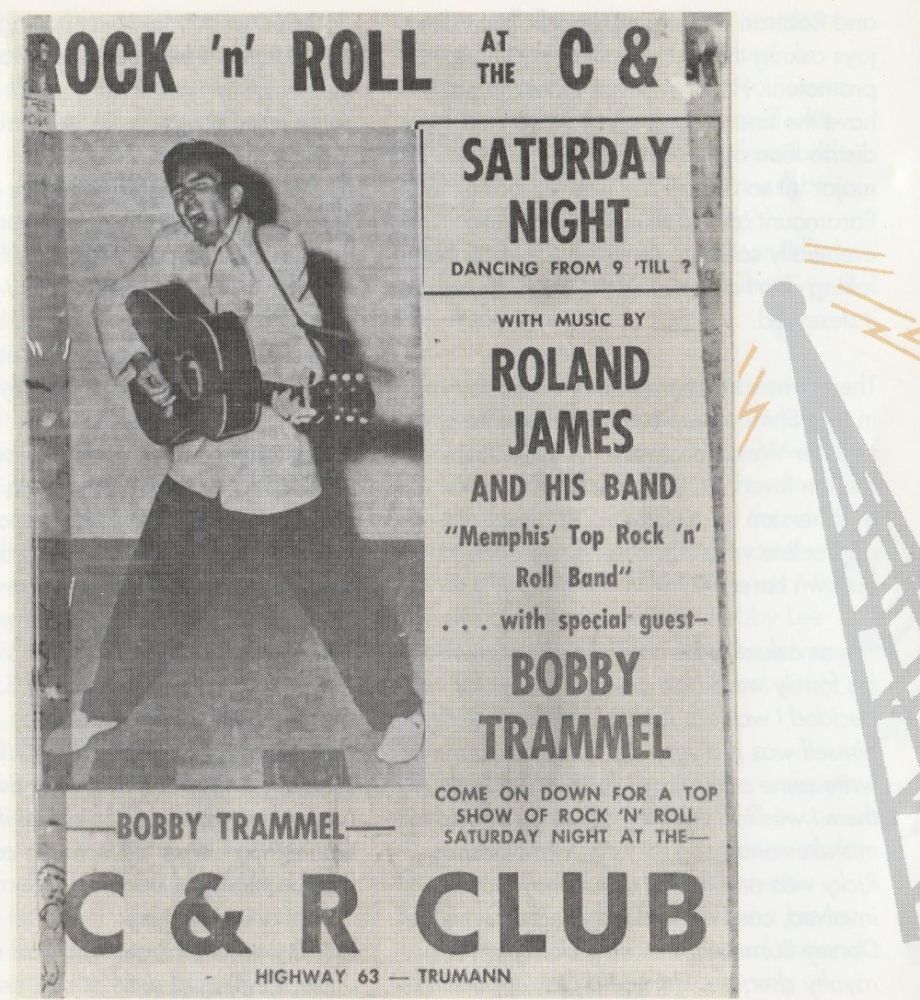 ROCK 'n' ROLL AT THE C & R
SATURDAY
NIGHT
DANCING FROM 9 'TILL ?
WITH MUSIC BY
ROLAND
JAMES
AND HIS BAND
"Memphis' Top Rock 'n'
Roll Band"
. . . with special guest—
BOBBY
TRAMMEL
COME ON DOWN FOR A TOP
SHOW OF ROCK 'N' ROLL
SATURDAY NIGHT AT THE—
—BOBBY TRAMMEL—
C & R CLUB
HIGHWAY 63 — TRUMANN